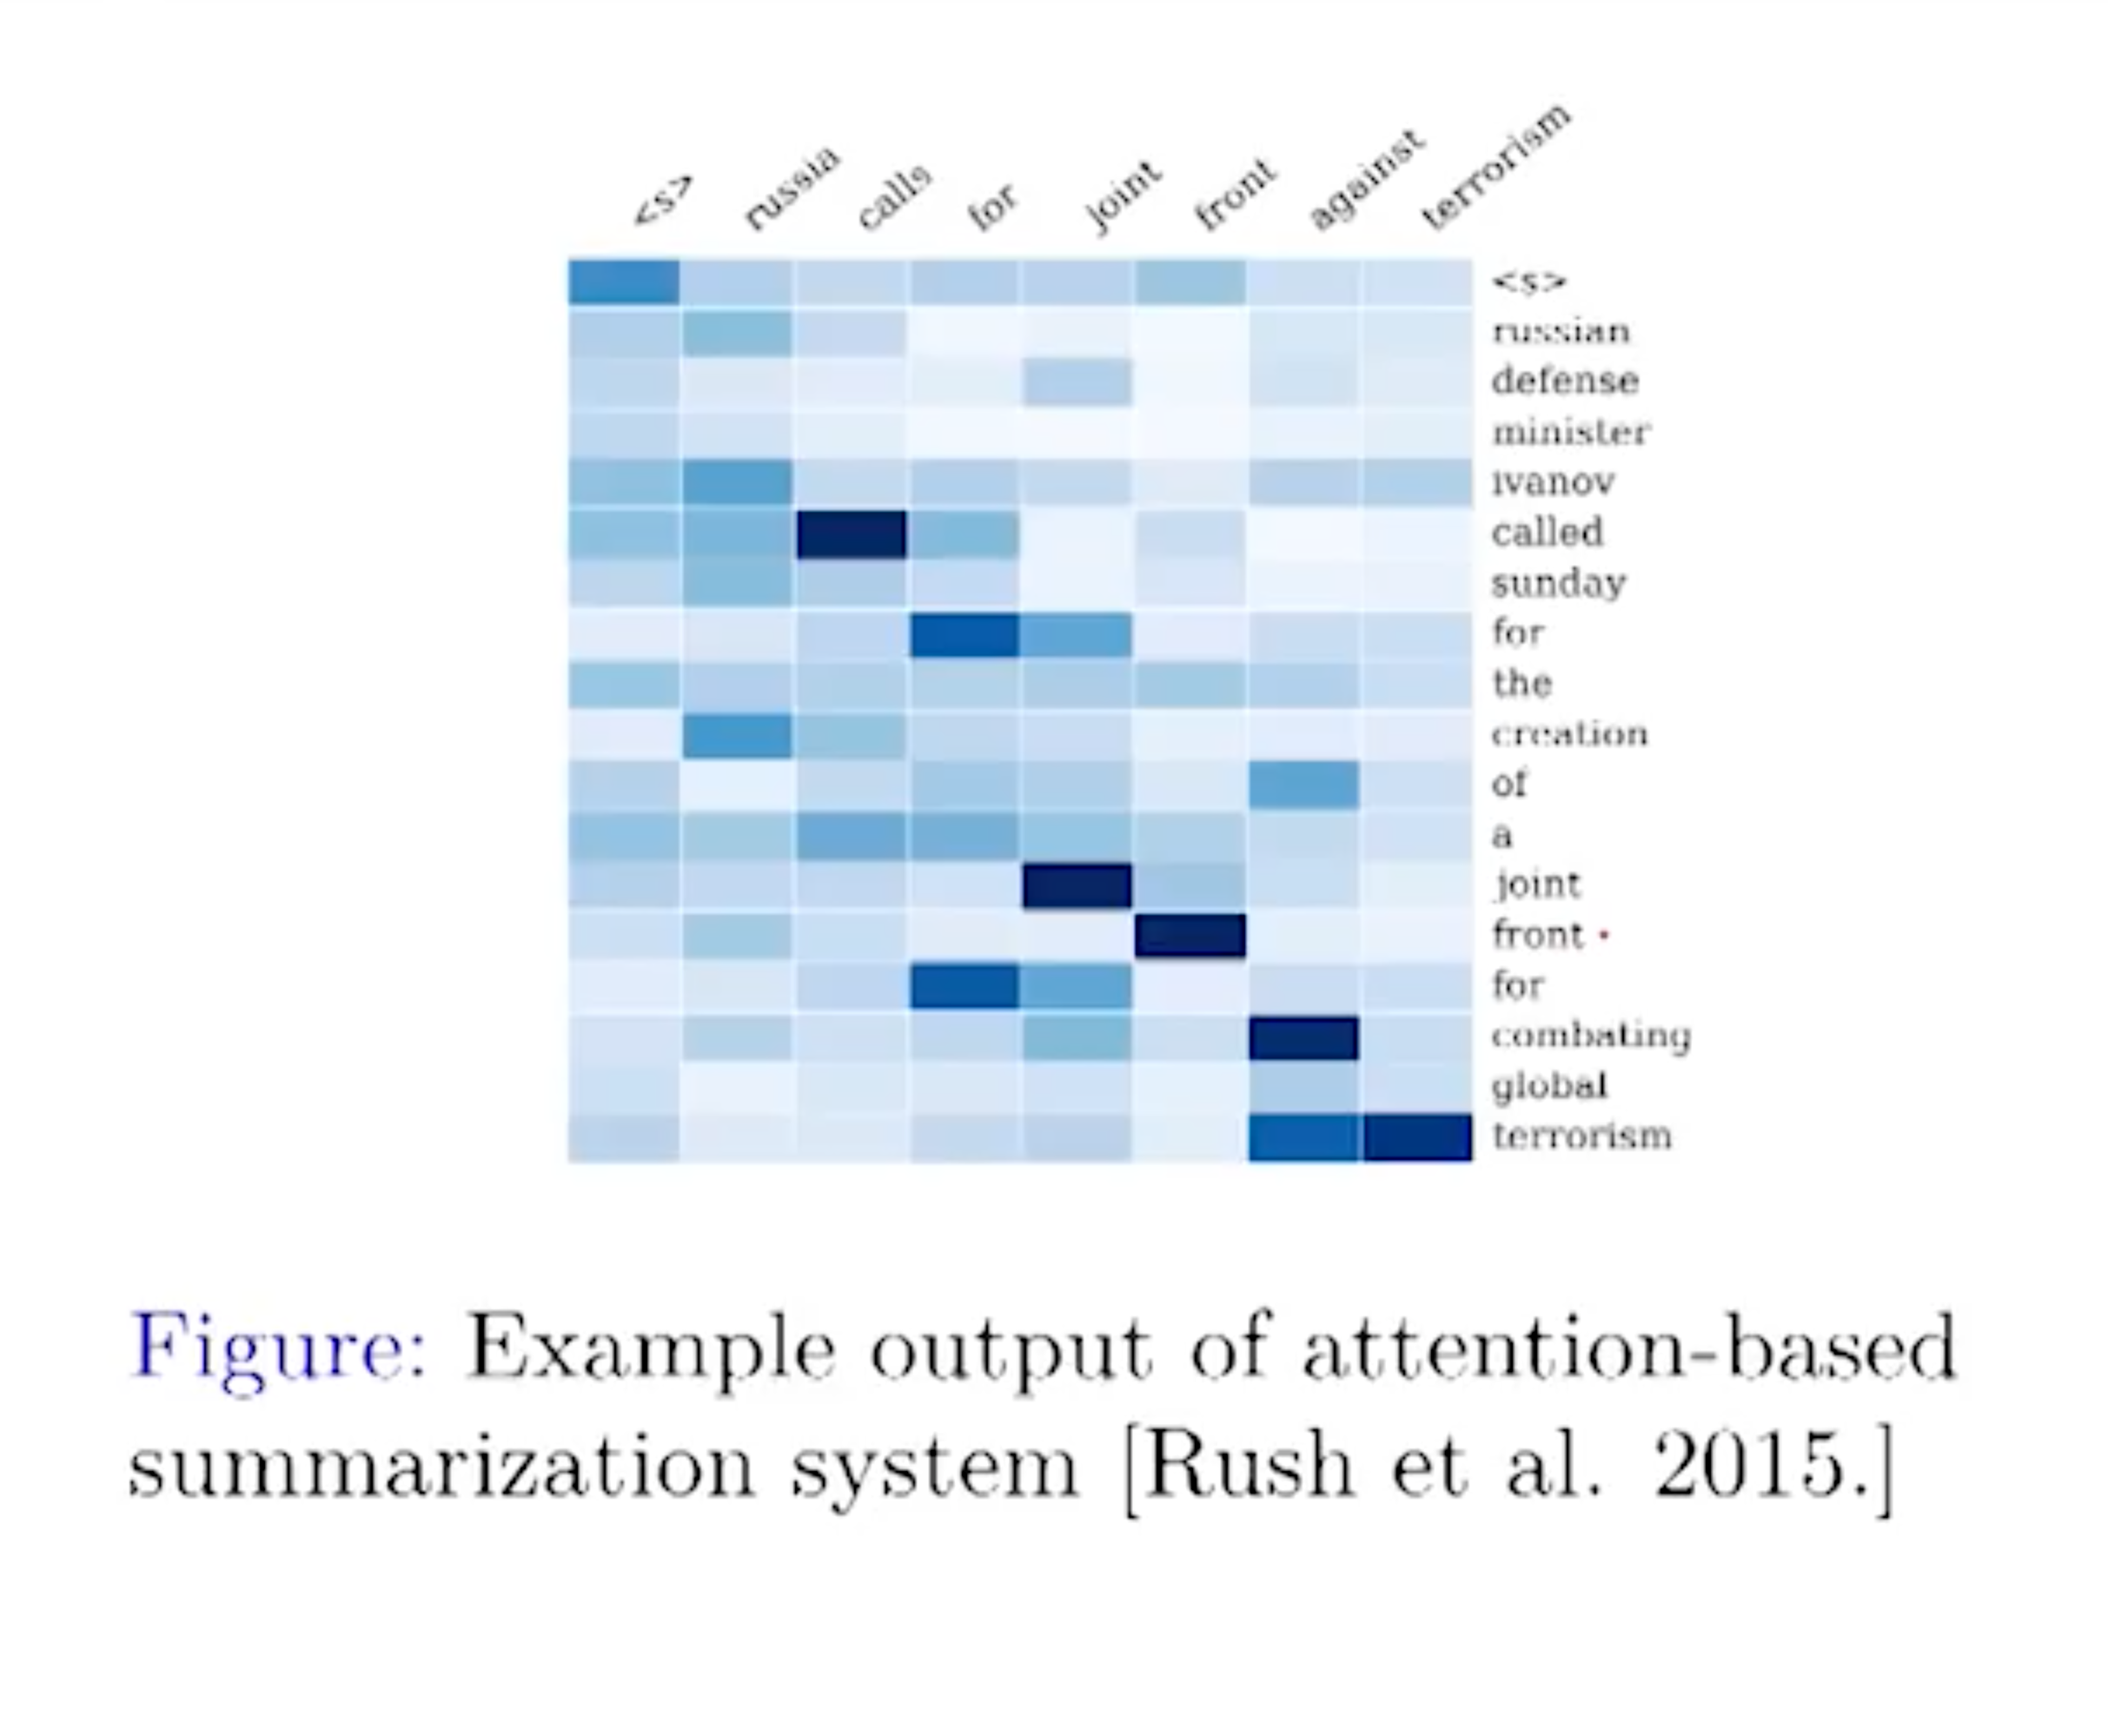 <s>
russia
calls
for
joint
front
against
terrorism
<s>
russian
defense
minister
ivanov
called
sunday
for
the
creation
of
a
joint
front
for
combating
global
terrorism
Figure: Example output of attention-based
summarization system [Rush et al. 2015.]